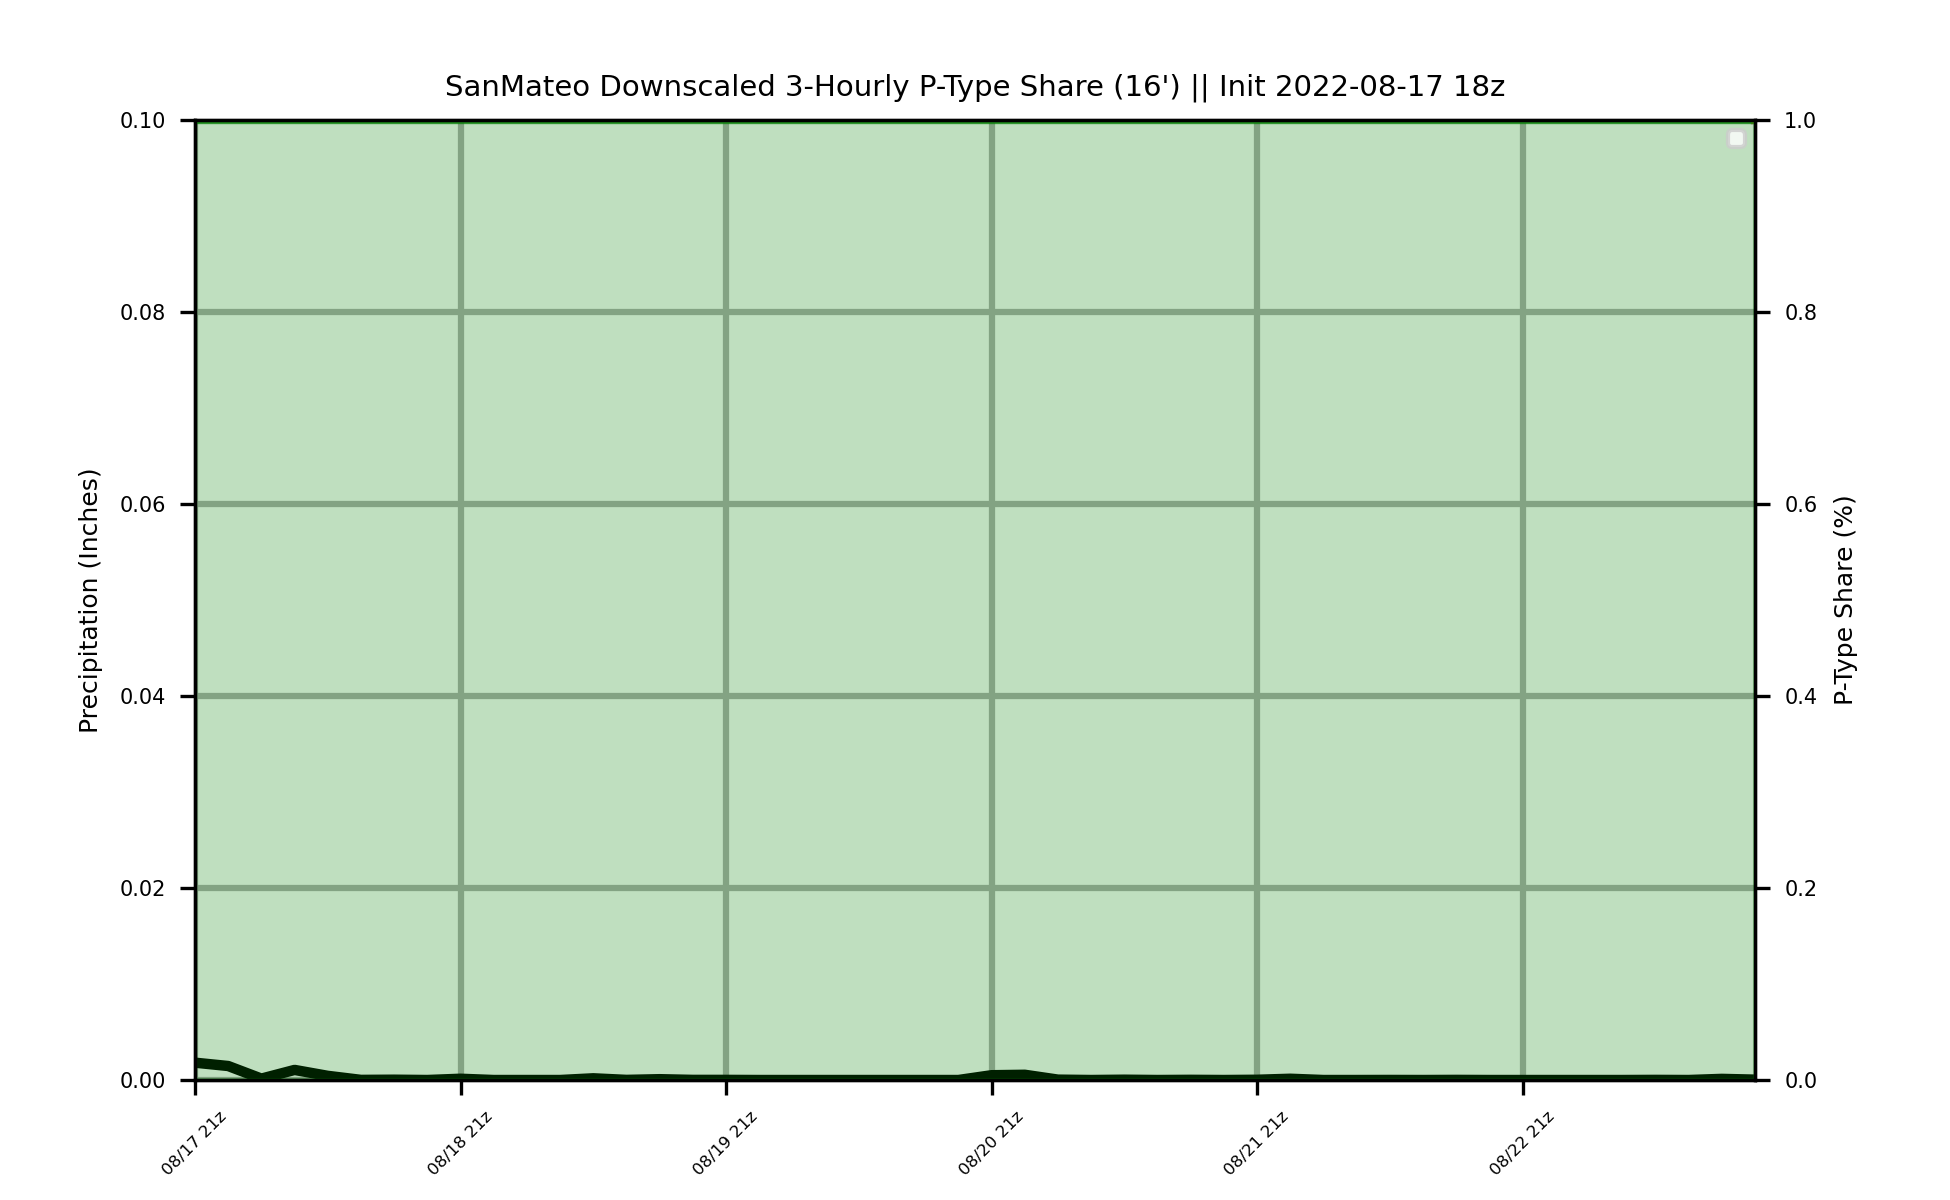 SanMateo Downscaled 3-Hourly P-Type Share (16') || Init 2022-08-17 18z
0.10
0.08
0.06
0.04
0.02
0.00
Precipitation (Inches)
1.0
0.8
0.6
0.4
0.2
0.0
P-Type Share (%)
08/17 21z
08/18 21z
08/19 21z
08/20 21z
08/21 21z
08/22 21z